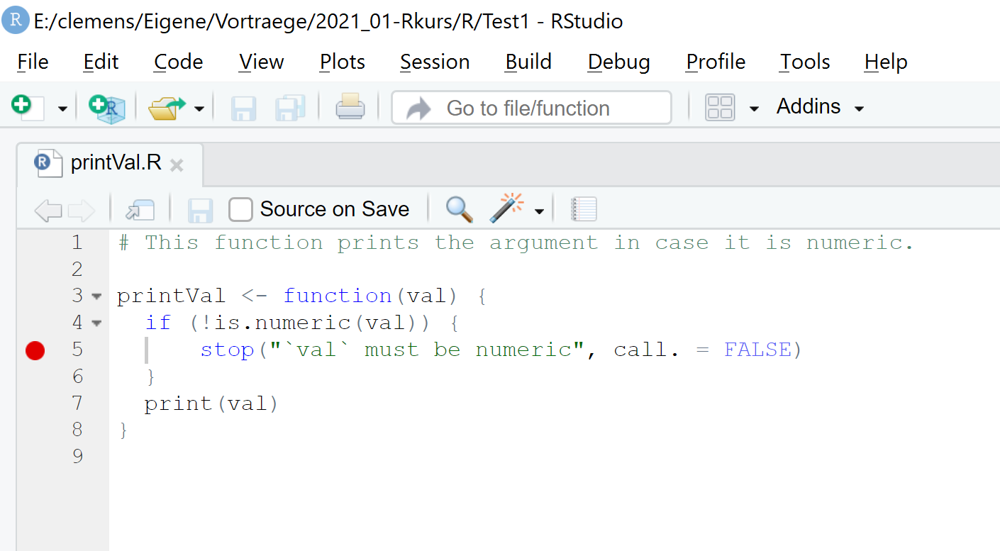 R E:/clemens/Eigene/Vortraege/2021_01-Rkurs/R/Test1 - RStudio
File Edit Code View Plots Session Build Debug Profile Tools Help
R Go to file/function Addins
R printVal.R
Source on Save
1 # This function prints the argument in case it is numeric.
2
3 printVal <- function(val) {
4   if (!is.numeric(val)) {
5       stop("`val` must be numeric", call. = FALSE)
6   }
7   print(val)
8 }
9